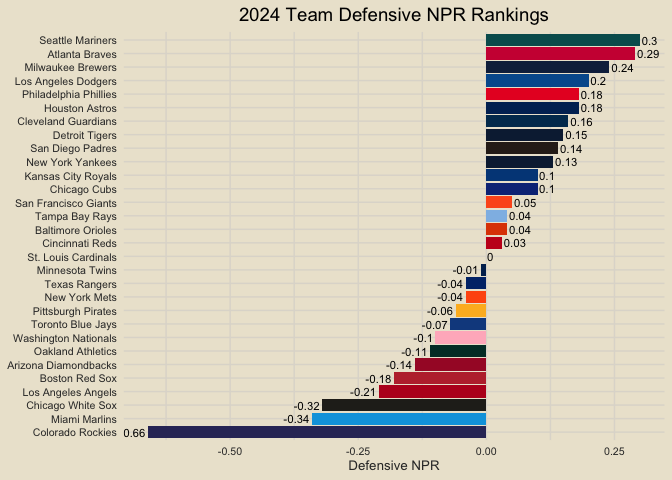 2024 Team Defensive NPR Rankings
Seattle Mariners 0.3
Atlanta Braves 0.29
Milwaukee Brewers 0.24
Los Angeles Dodgers 0.2
Philadelphia Phillies 0.18
Houston Astros 0.18
Cleveland Guardians 0.16
Detroit Tigers 0.15
San Diego Padres 0.14
New York Yankees 0.13
Kansas City Royals 0.1
Chicago Cubs 0.1
San Francisco Giants 0.05
Tampa Bay Rays 0.04
Baltimore Orioles 0.04
Cincinnati Reds 0.03
St. Louis Cardinals 0
Minnesota Twins -0.01
Texas Rangers -0.04
New York Mets -0.04
Pittsburgh Pirates -0.06
Toronto Blue Jays -0.07
Washington Nationals -0.1
Oakland Athletics -0.11
Arizona Diamondbacks -0.14
Boston Red Sox -0.18
Los Angeles Angels -0.21
Chicago White Sox -0.32
Miami Marlins -0.34
Colorado Rockies 0.66
-0.50 -0.25 0.00 0.25
Defensive NPR